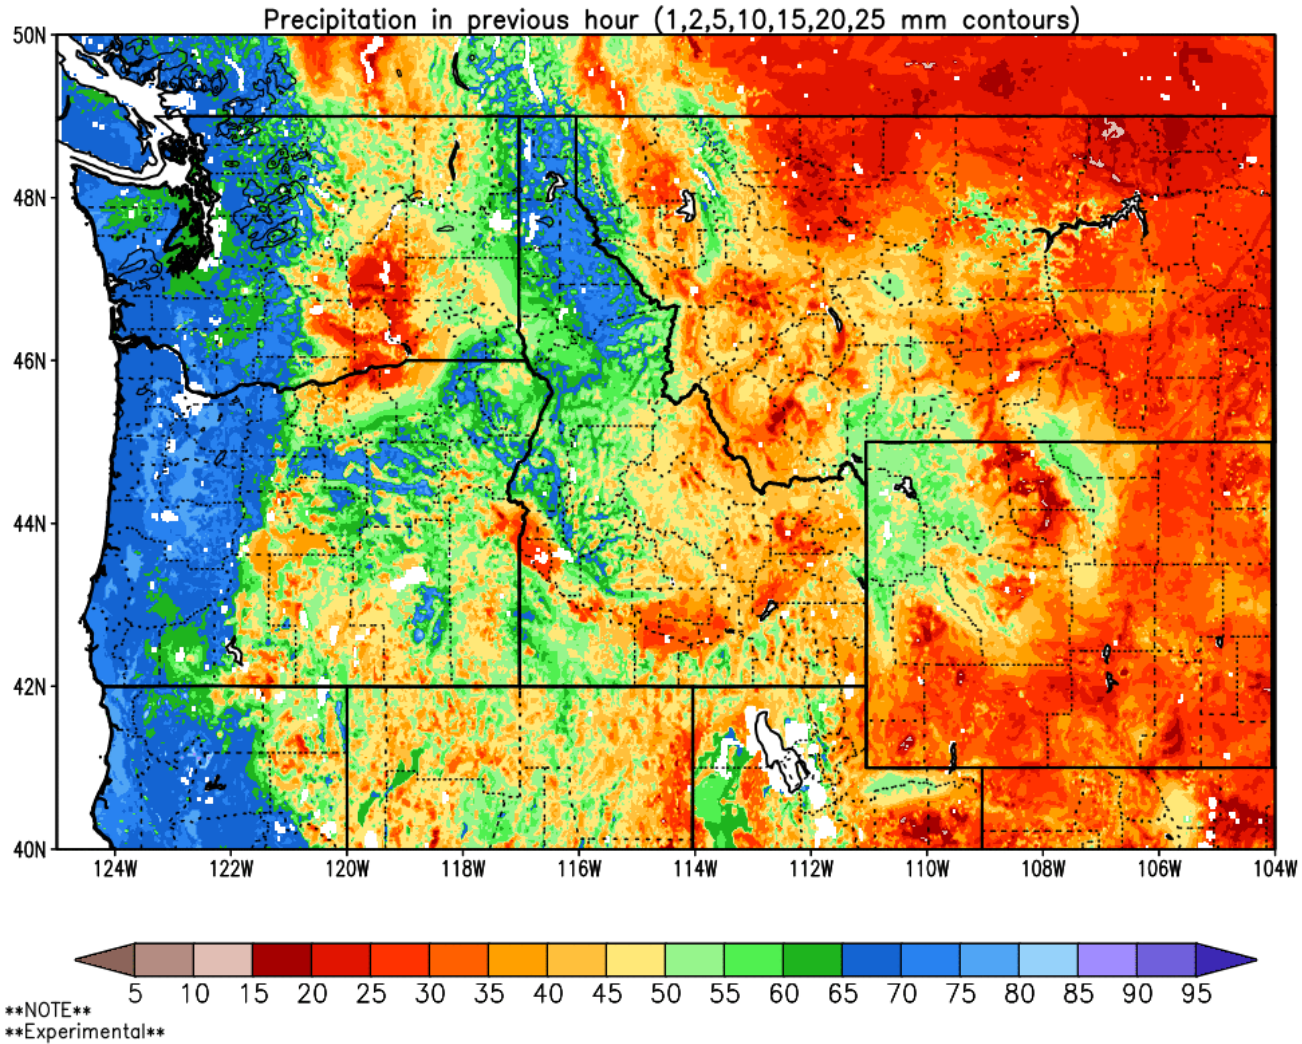 Precipitation in previous hour (1,2,5,10,15,20,25 mm contours)
50N
48N
46N
44N
42N
40N
124W 122W 120W 118W 116W 114W 112W 110W 108W 106W 104W
5 10 15 20 25 30 35 40 45 50 55 60 65 70 75 80 85 90 95
**NOTE**
**Experimental**